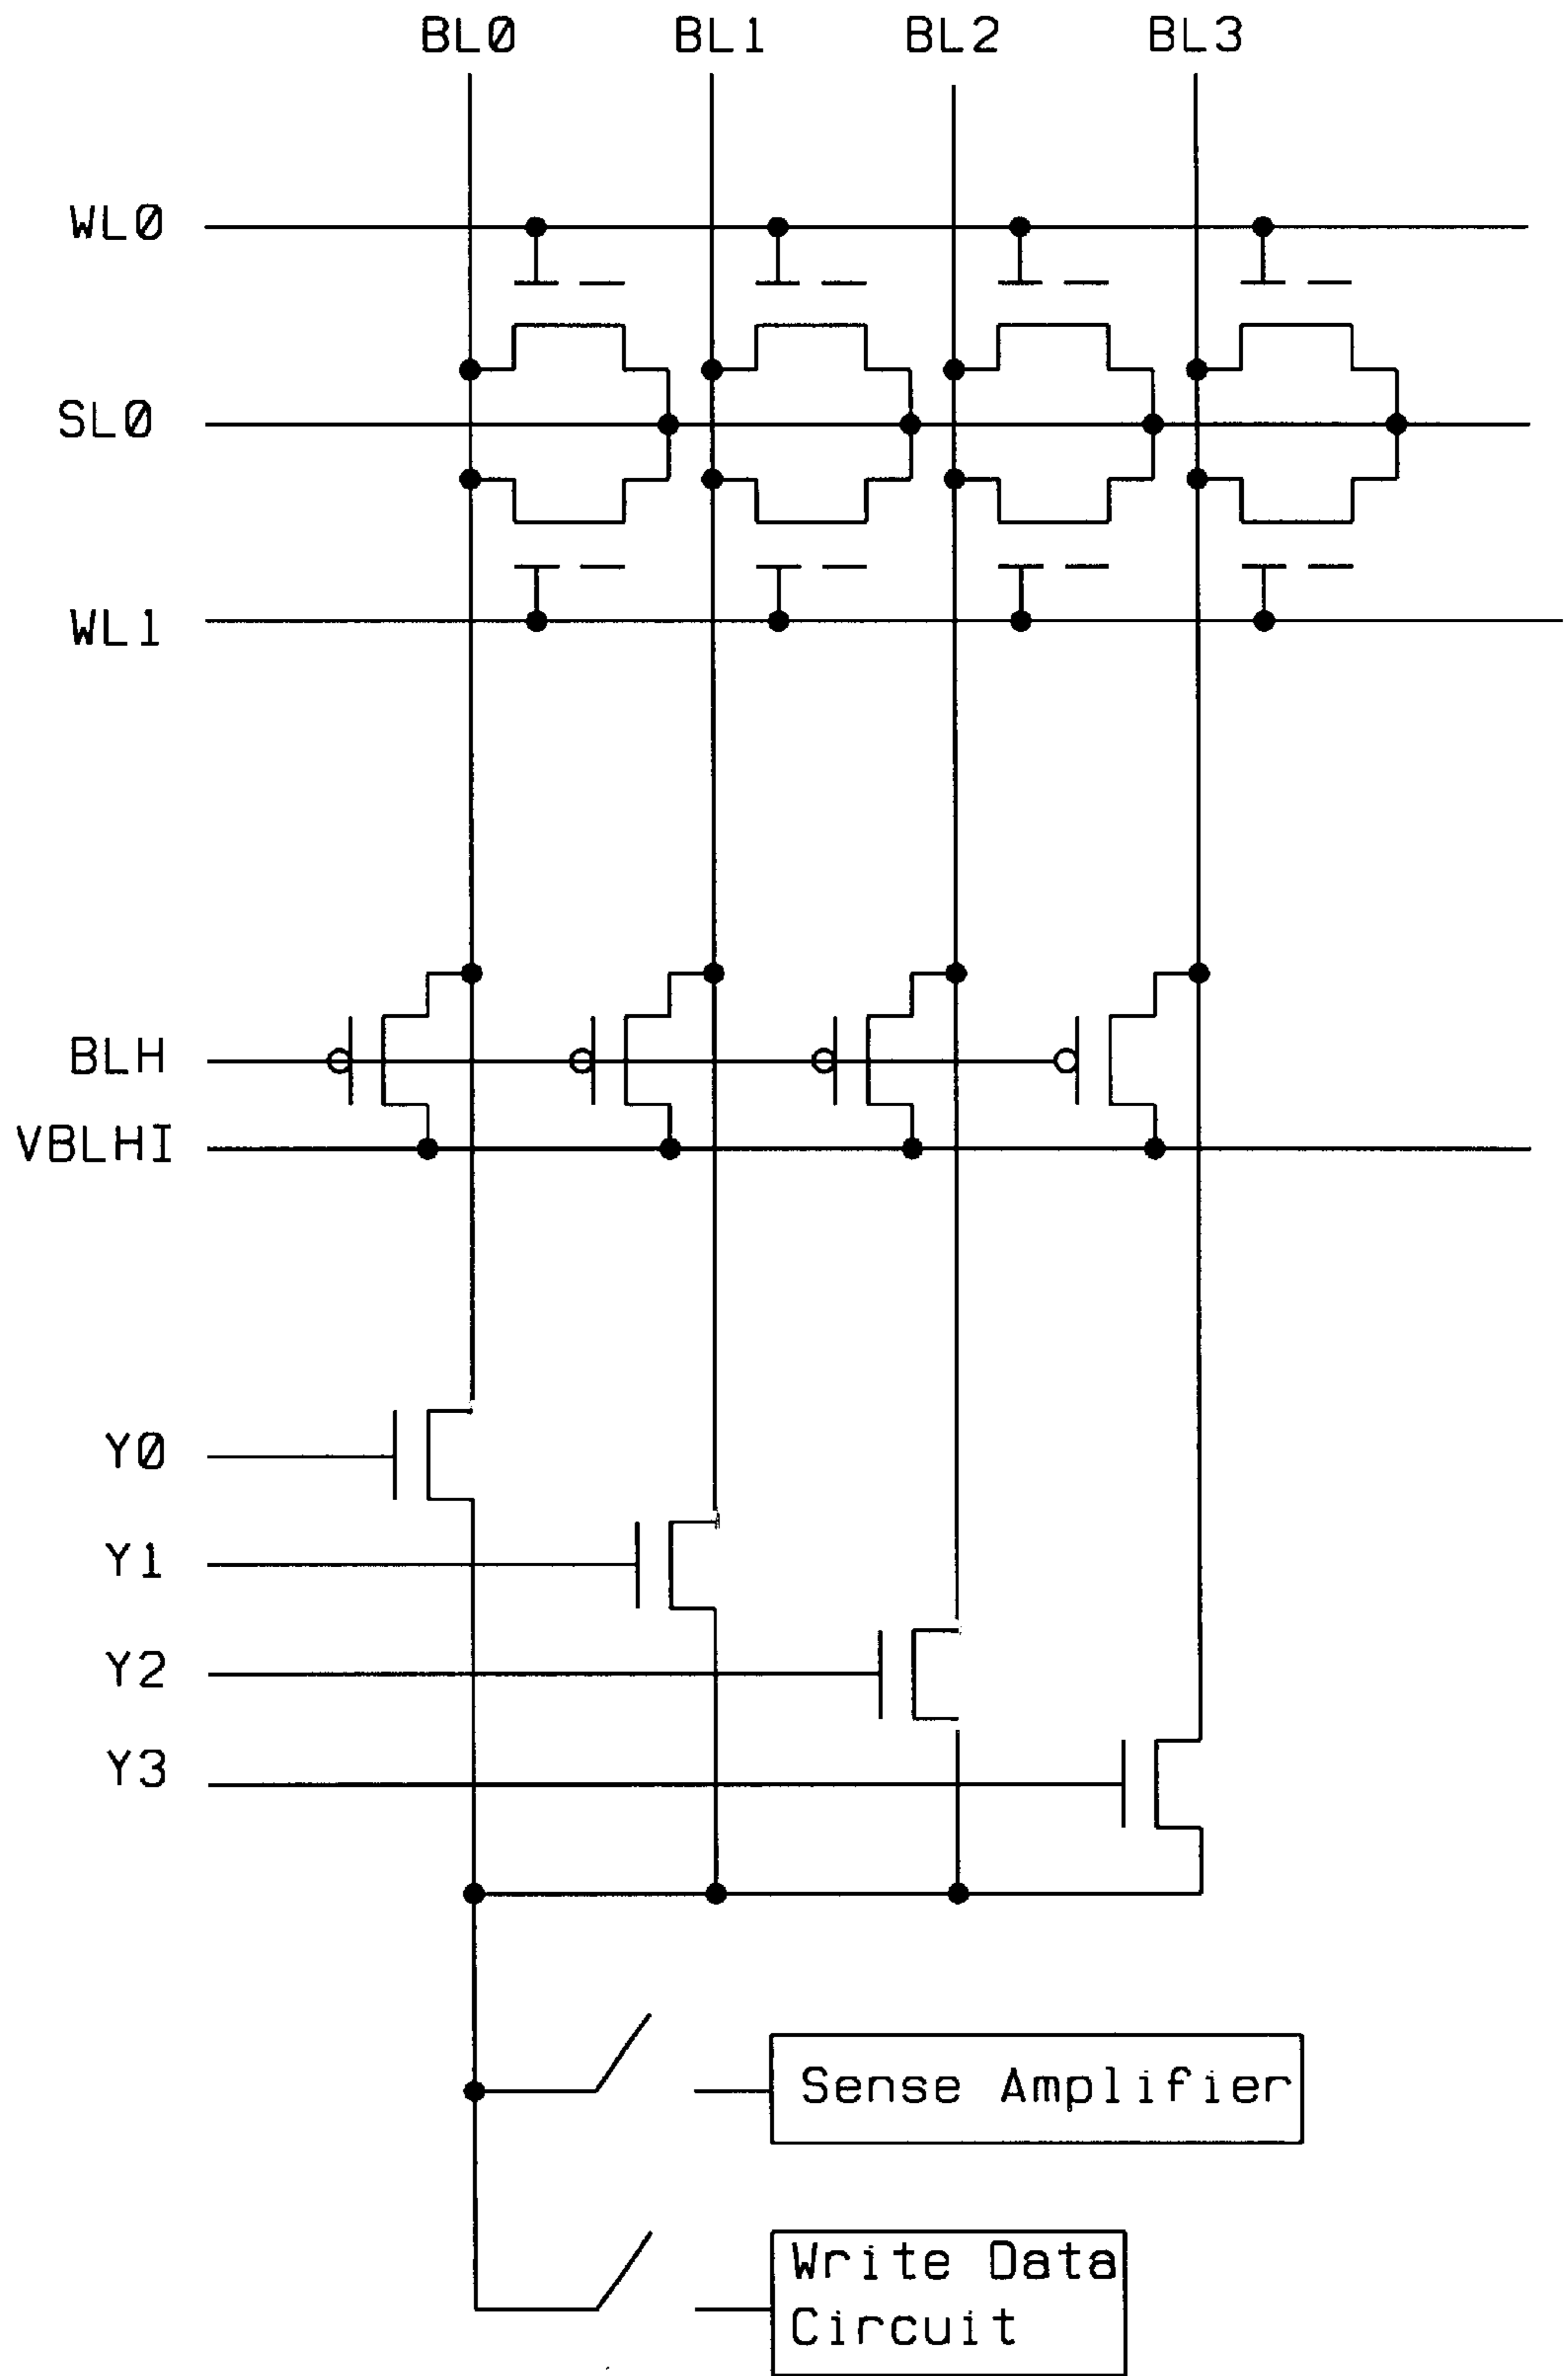 BL0 BL1 BL2 BL3
WL0
SL0
WL1
BLH
VBLHI
Y0
Y1
Y2
Y3
Sense Amplifier
Write Data
Circuit